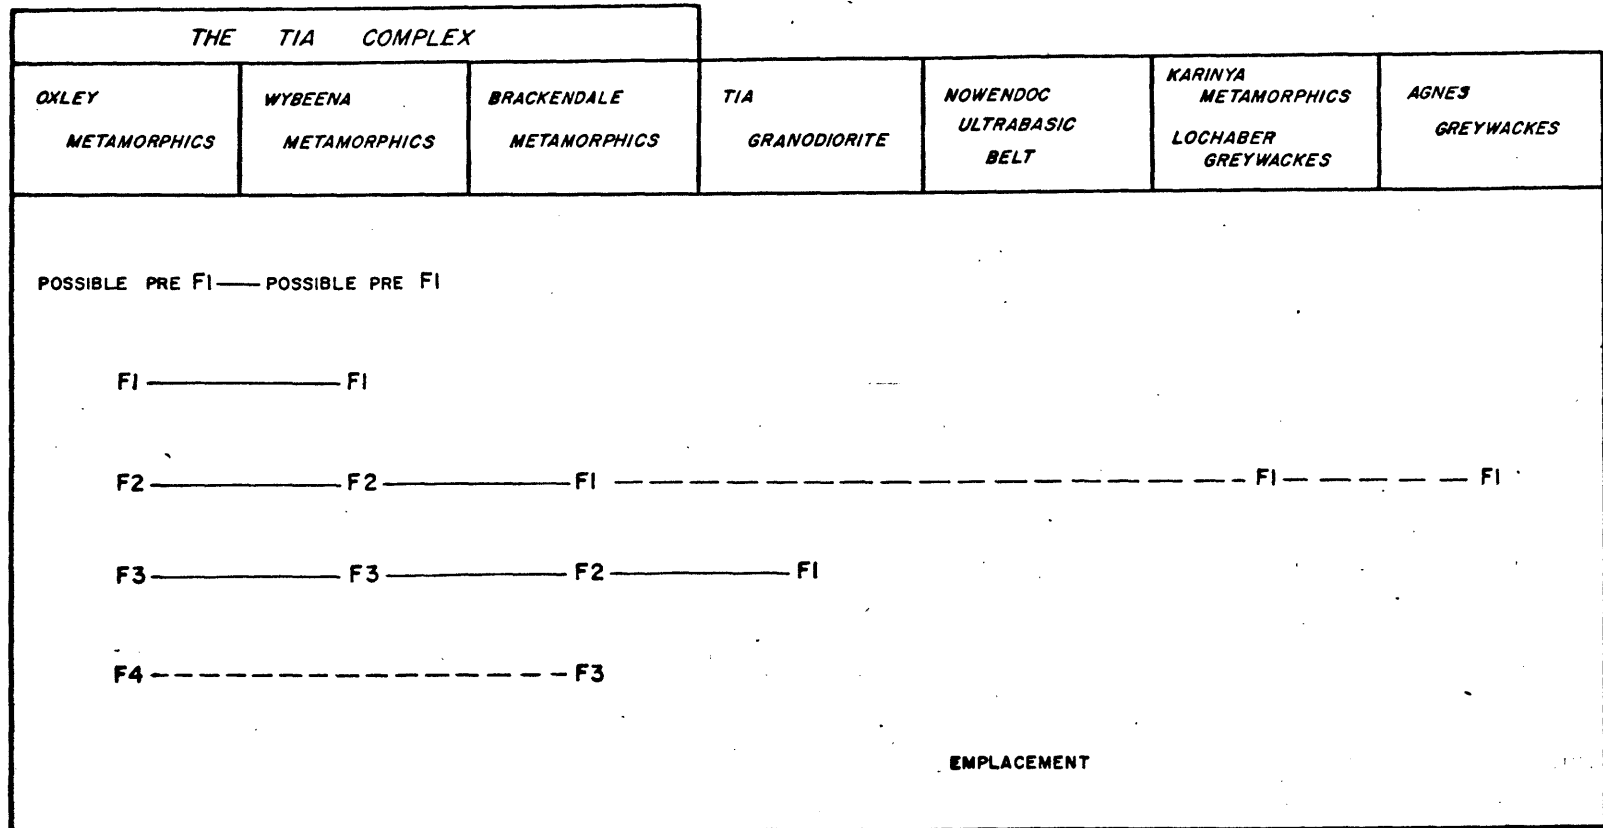 THE TIA COMPLEX
OXLEY
METAMORPHICS
WYBEENA
METAMORPHICS
BRACKENDALE
METAMORPHICS
TIA
GRANODIORITE
NOWENDOC
ULTRABASIC
BELT
KARINYA
METAMORPHICS
LOCHABER
GREYWACKES
AGNES
GREYWACKES
POSSIBLE PRE F1 POSSIBLE PRE F1
F1 F1
F2 F2 F1 F1 F1
F3 F3 F2 F1
F4 F3
EMPLACEMENT